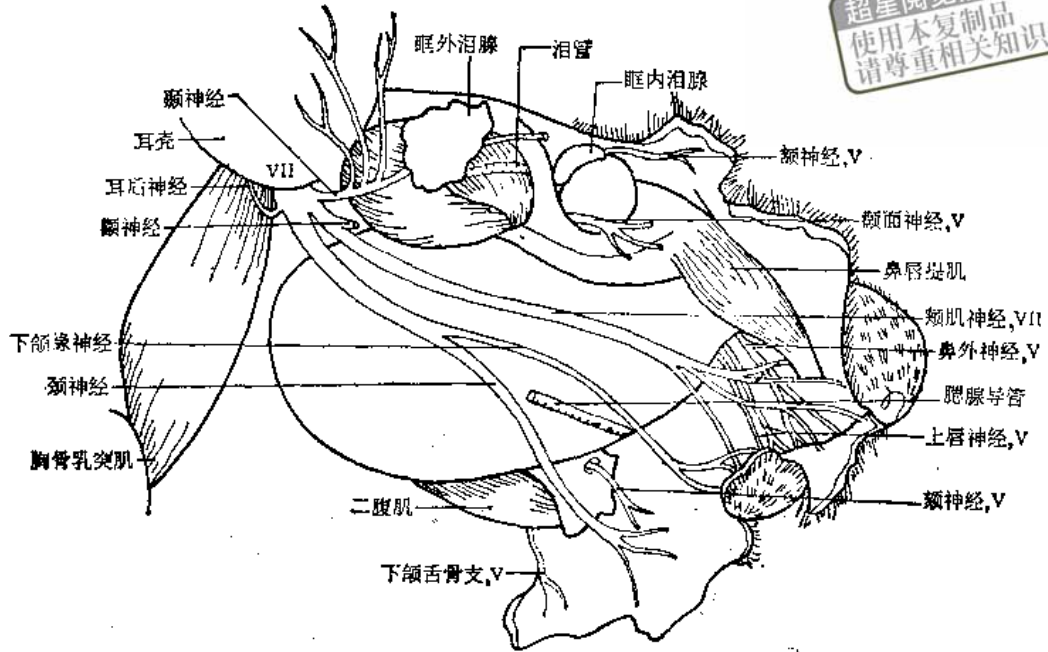 超星阅览
使用本复制品
请尊重相关知识
眶外泪腺
泪管
眶内泪腺
颞神经
耳壳
VII
耳后神经
颧神经
额神经,V
神经,V
鼻唇提肌
颊肌神经,VII
鼻外神经,V
腮腺导管
上唇神经,V
颏神经,V
下颌缘神经
颈神经
胸骨乳突肌
二腹肌
下颌舌骨支,V